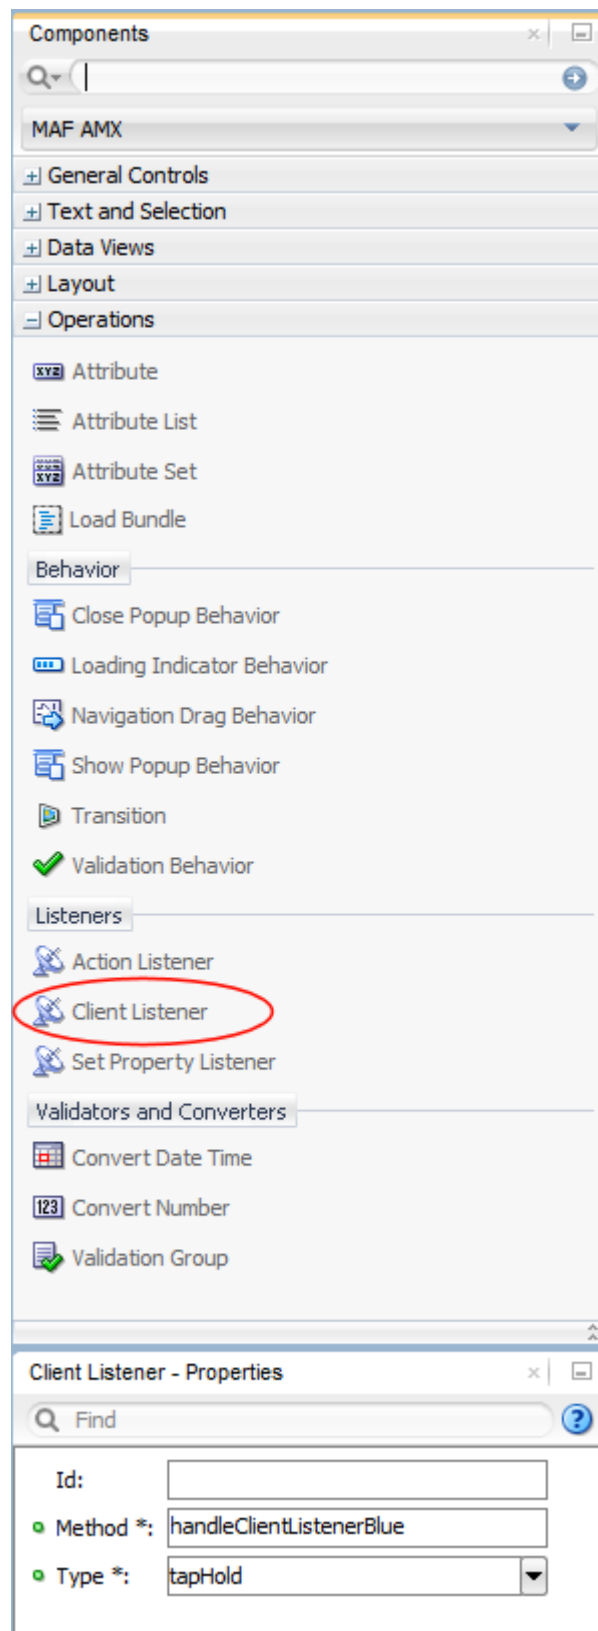 Components
MAF AMX
General Controls
Text and Selection
Data Views
Layout
Operations
XYZ Attribute
Attribute List
XYZ Attribute Set
Load Bundle
Behavior
Close Popup Behavior
Loading Indicator Behavior
Navigation Drag Behavior
Show Popup Behavior
Transition
Validation Behavior
Listeners
Action Listener
Client Listener
Set Property Listener
Validators and Converters
Convert Date Time
123 Convert Number
Validation Group
Client Listener - Properties
Find ?
Id:
Method *: handleClientListenerBlue
Type *: tapHold